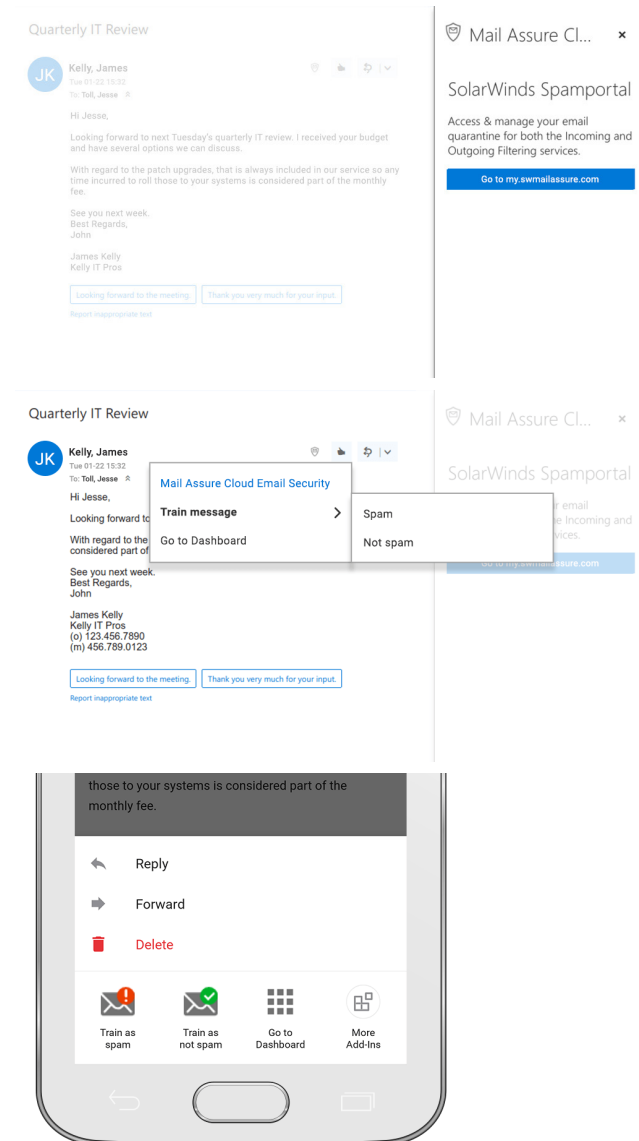 Quarterly IT Review
JK
Kelly, James
Tue 01-22 15:32
To: Toll, Jesse
Hi Jesse,
Looking forward to next Tuesday's quarterly IT review. I received your budget
and have several options we can discuss.
With regard to the patch upgrades, that is always included in our service so any
time incurred to roll those to your systems is considered part of the monthly
fee.
See you next week.
Best Regards,
John
James Kelly
Kelly IT Pros
Looking forward to the meeting.
Thank you very much for your input.
Report inappropriate text
Mail Assure Cl... ×
SolarWinds Spamportal
Access & manage your email
quarantine for both the Incoming and
Outgoing Filtering services.
Go to my.swmailassure.com
Quarterly IT Review
JK
Kelly, James
Tue 01-22 15:32
To: Toll, Jesse
Hi Jesse,
Looking forward to
With regard to the
considered part of
See you next week.
Best Regards,
John
James Kelly
Kelly IT Pros
(o) 123.456.7890
(m) 456.789.0123
Looking forward to the meeting.
Thank you very much for your input.
Report inappropriate text
Mail Assure Cloud Email Security
Train message
Go to Dashboard
Spam
Not spam
Mail Assure Cl... ×
SolarWinds Spamportal
email
Incoming and
Go to my.swmailassure.com
those to your systems is considered part of the
monthly fee.
Reply
Forward
Delete
Train as
spam
Train as
not spam
Go to
Dashboard
More
Add-Ins